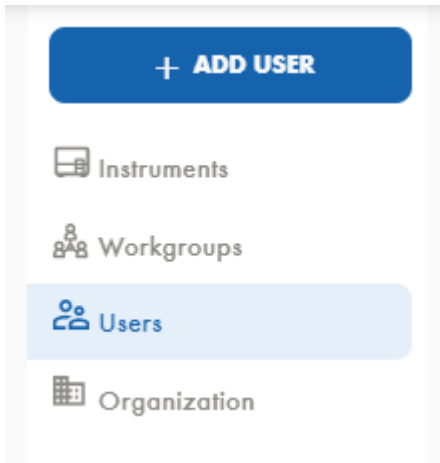 + ADD USER
Instruments
Workgroups
Users
Organization